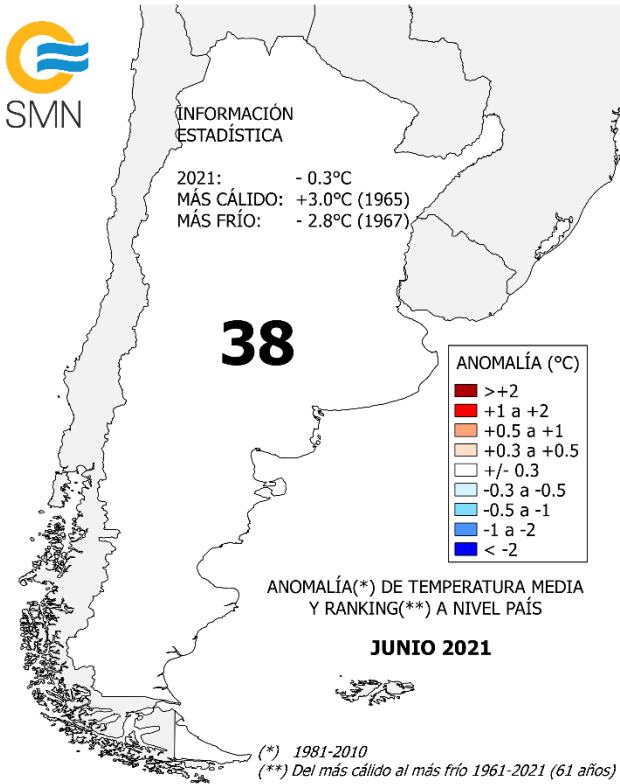 SMN
INFORMACIÓN
ESTADÍSTICA
2021: - 0.3°C
MÁS CÁLIDO: +3.0°C (1965)
MÁS FRÍO: - 2.8°C (1967)
38
ANOMALÍA (°C)
>+2
+1 a +2
+0.5 a +1
+0.3 a +0.5
+/- 0.3
-0.3 a -0.5
-0.5 a -1
-1 a -2
< -2
ANOMALÍA(*) DE TEMPERATURA MEDIA
Y RANKING(**) A NIVEL PAÍS
JUNIO 2021
(*) 1981-2010
(**) Del más cálido al más frío 1961-2021 (61 años)